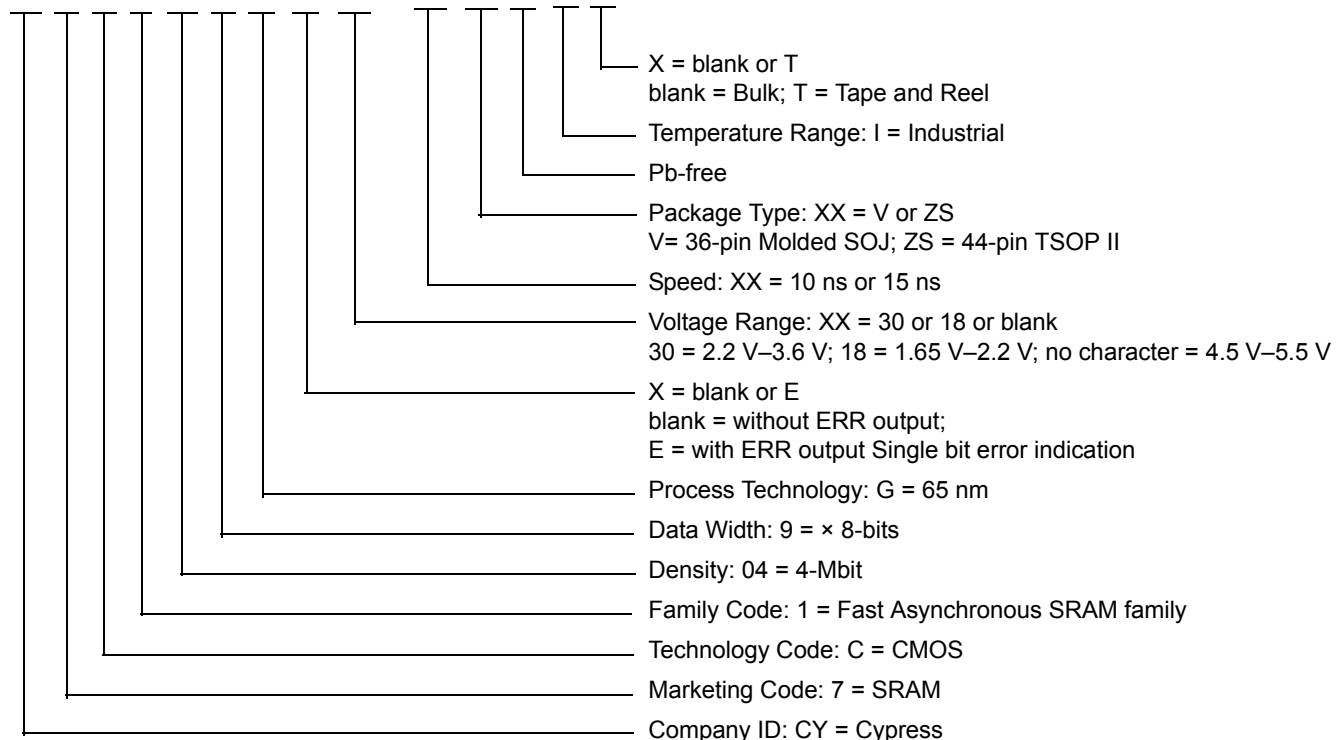 X = blank or T
blank = Bulk; T = Tape and Reel
Temperature Range: I = Industrial
Pb-free
Package Type: XX = V or ZS
V= 36-pin Molded SOJ; ZS = 44-pin TSOP II
Speed: XX = 10 ns or 15 ns
Voltage Range: XX = 30 or 18 or blank
30 = 2.2 V–3.6 V; 18 = 1.65 V–2.2 V; no character = 4.5 V–5.5 V
X = blank or E
blank = without ERR output;
E = with ERR output Single bit error indication
Process Technology: G = 65 nm
Data Width: 9 = × 8-bits
Density: 04 = 4-Mbit
Family Code: 1 = Fast Asynchronous SRAM family
Technology Code: C = CMOS
Marketing Code: 7 = SRAM
Company ID: CY = Cypress